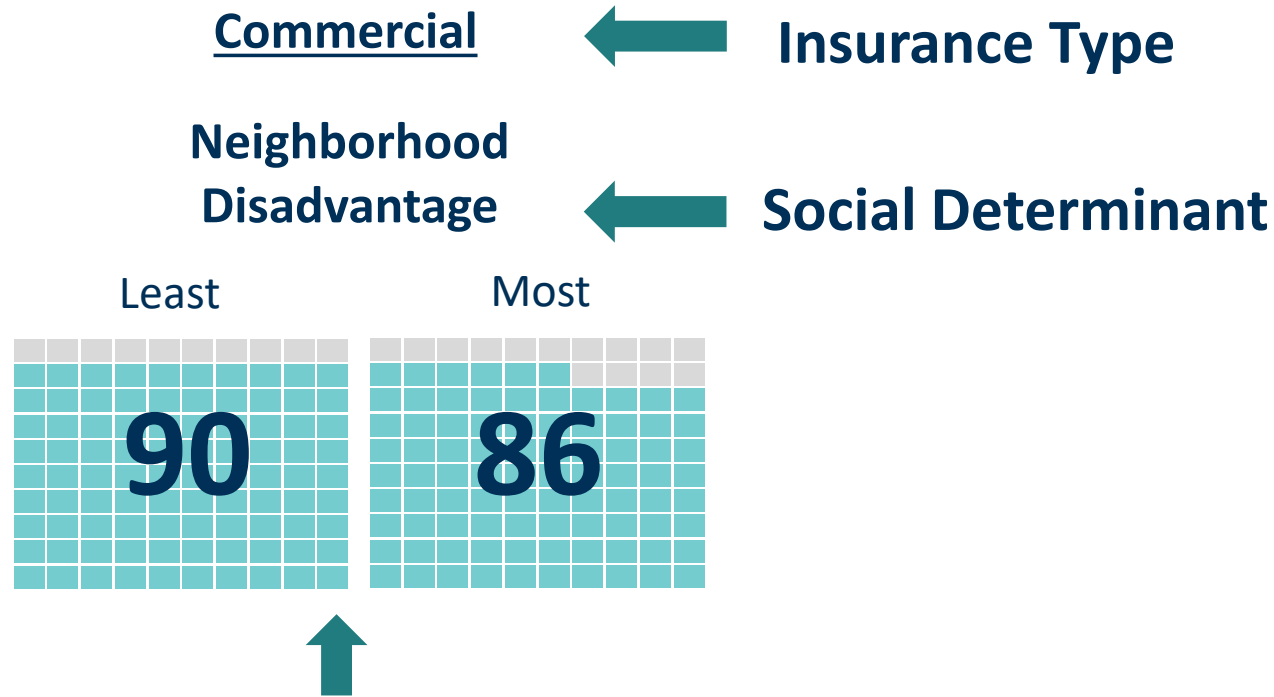 Commercial
Insurance Type
Neighborhood
Disadvantage
Social Determinant
Least
Most
90
86